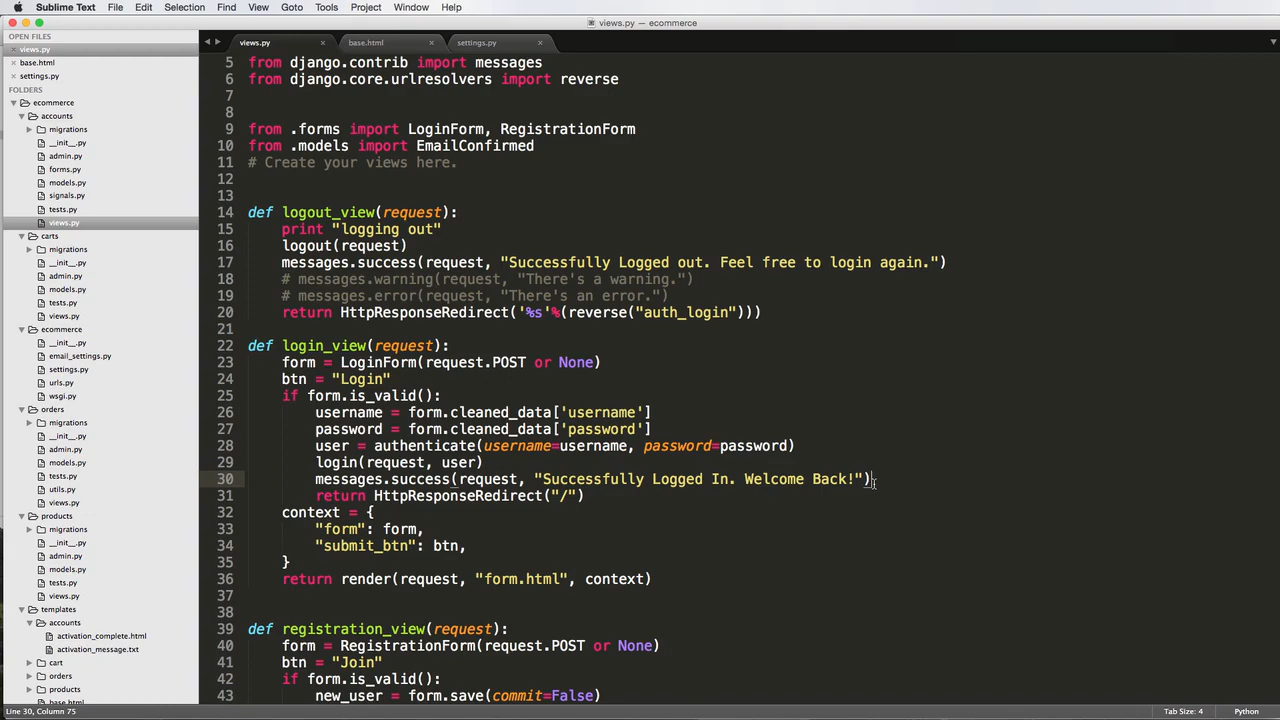 Sublime Text File Edit Selection Find View Goto Tools Project Window Help
views.py — ecommerce
OPEN FILES
views.py
base.html
settings.py
FOLDERS
ecommerce
accounts
migrations
__init__.py
admin.py
forms.py
models.py
signals.py
tests.py
views.py
carts
migrations
__init__.py
admin.py
models.py
tests.py
views.py
ecommerce
__init__.py
email_settings.py
settings.py
urls.py
wsgi.py
orders
migrations
__init__.py
admin.py
models.py
tests.py
utils.py
views.py
products
migrations
__init__.py
admin.py
models.py
tests.py
views.py
templates
accounts
activation_complete.html
activation_message.txt
cart
orders
products
base.html
views.py base.html settings.py
5 from django.contrib import messages
6 from django.core.urlresolvers import reverse
7
8
9 from .forms import LoginForm, RegistrationForm
10 from .models import EmailConfirmed
11 # Create your views here.
12
13
14 def logout_view(request):
15     print "logging out"
16     logout(request)
17     messages.success(request, "Successfully Logged out. Feel free to login again.")
18     # messages.warning(request, "There's a warning.")
19     # messages.error(request, "There's an error.")
20     return HttpResponseRedirect('%s'%(reverse("auth_login")))
21
22 def login_view(request):
23     form = LoginForm(request.POST or None)
24     btn = "Login"
25     if form.is_valid():
26         username = form.cleaned_data['username']
27         password = form.cleaned_data['password']
28         user = authenticate(username=username, password=password)
29         login(request, user)
30         messages.success(request, "Successfully Logged In. Welcome Back!")
31         return HttpResponseRedirect("/")
32     context = {
33         "form": form,
34         "submit_btn": btn,
35     }
36     return render(request, "form.html", context)
37
38
39 def registration_view(request):
40     form = RegistrationForm(request.POST or None)
41     btn = "Join"
42     if form.is_valid():
43         new_user = form.save(commit=False)
Line 30, Column 75
Tab Size: 4 Python